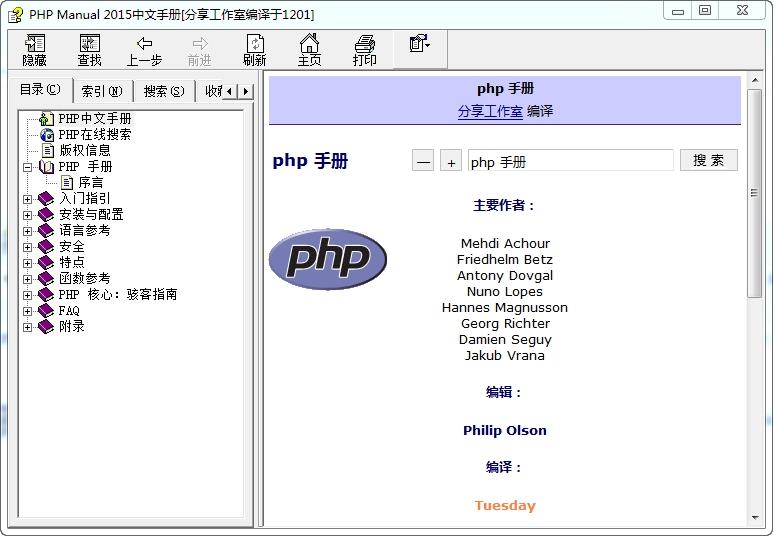 PHP Manual 2015中文手册[分享工作室编译于1201]
隐藏 查找 上一步 前进 刷新 主页 打印
目录(C) 索引(N) 搜索(S)
PHP中文手册
PHP在线搜索
版权信息
PHP 手册
序言
入门指引
安装与配置
语言参考
安全
特点
函数参考
PHP 核心：骇客指南
FAQ
附录
php 手册
分享工作室 编译
php 手册
— + php 手册 搜 索
php
主要作者：
Mehdi Achour
Friedhelm Betz
Antony Dovgal
Nuno Lopes
Hannes Magnusson
Georg Richter
Damien Seguy
Jakub Vrana
编辑：
Philip Olson
编译：
Tuesday